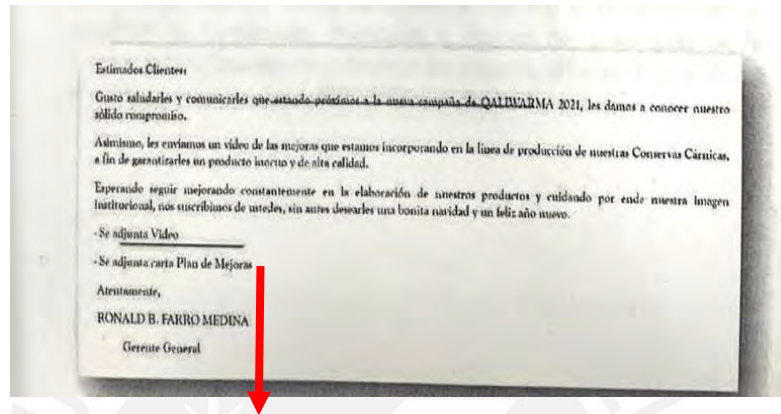 Estimados Clientes:
Gusto saludarles y comunicarles que estando próximos a la nueva campaña de QALIWARMA 2021, les damos a conocer nuestro
sólido compromiso.
Asimismo, les enviamos un video de las mejoras que estamos incorporando en la línea de producción de nuestras Conservas Cárnicas,
a fin de garantizarles un producto inocuo y de alta calidad.
Esperando seguir mejorando constantemente en la elaboración de nuestros productos y cuidando por ende nuestra Imagen
Institucional, nos suscribimos de ustedes, sin antes desearles una bonita navidad y un feliz año nuevo.
- Se adjunta Video
- Se adjunta carta Plan de Mejoras
Atentamente,
RONALD B. FARRO MEDINA
Gerente General